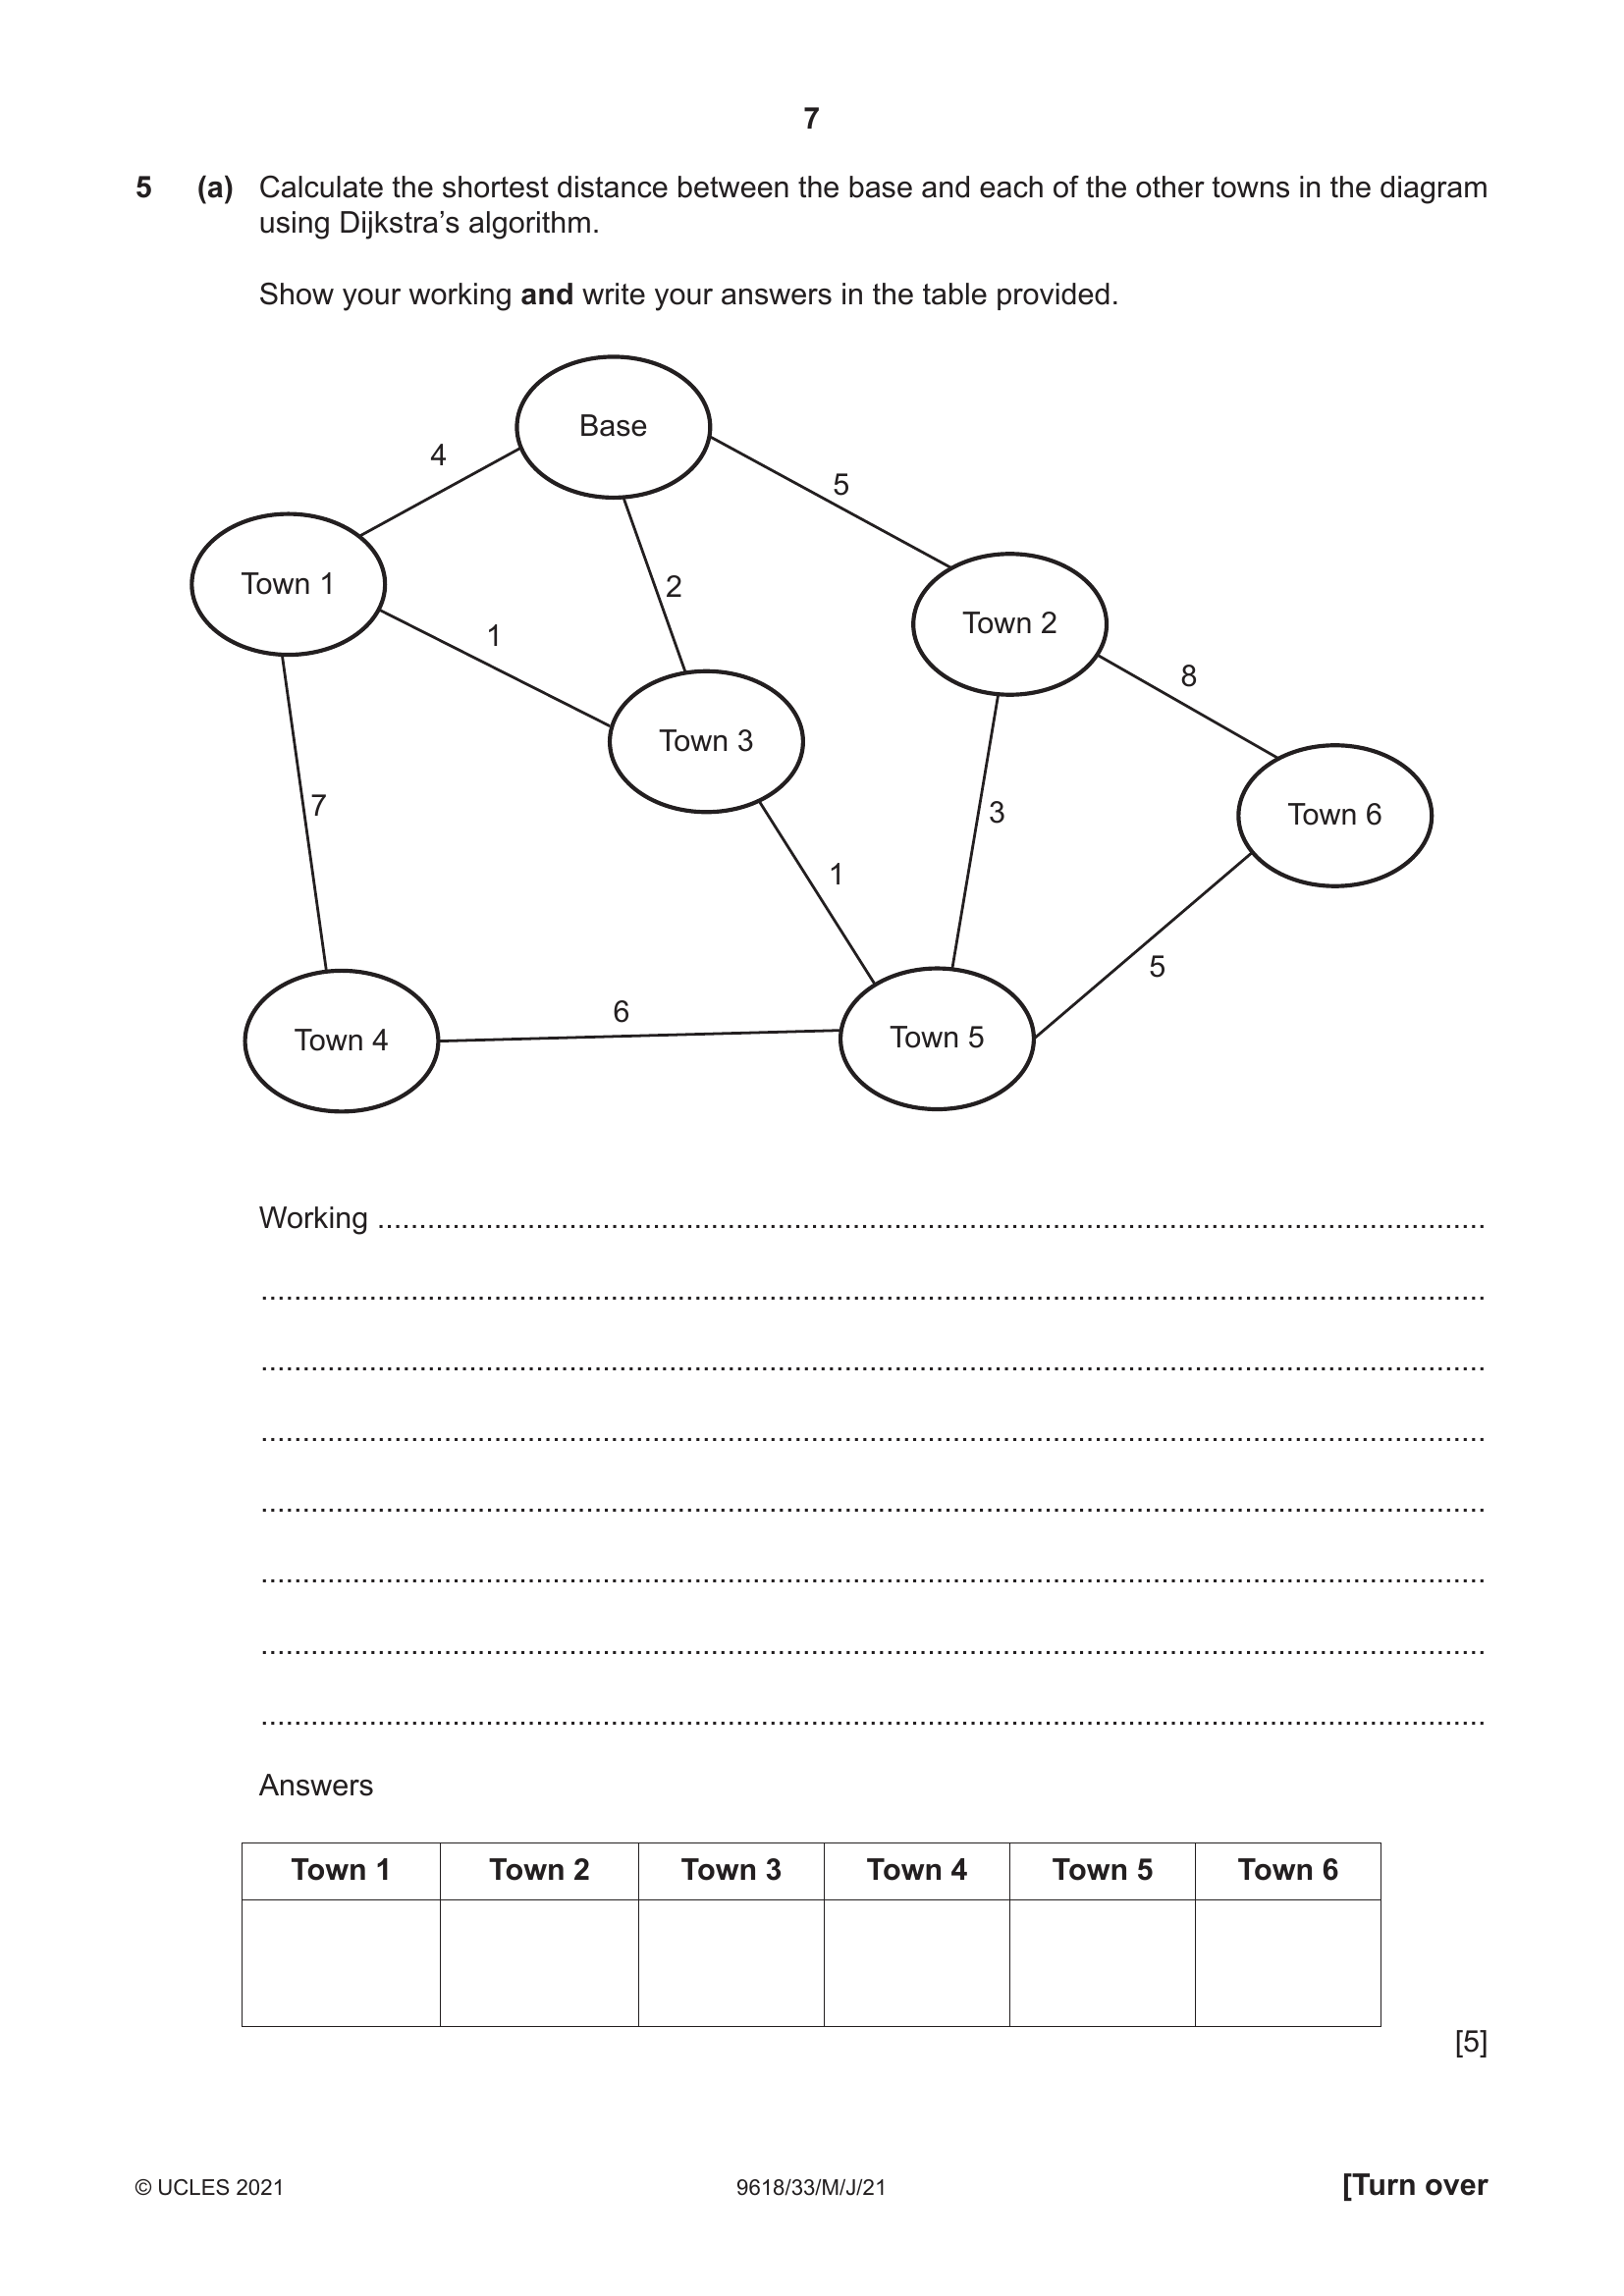 7
5 (a) Calculate the shortest distance between the base and each of the other towns in the diagram
using Dijkstra’s algorithm.
Show your working and write your answers in the table provided.
Base
4
5
Town 1
2
Town 2
1
8
Town 3
7
3
Town 6
1
5
6
Town 4
Town 5
Working ....................................................................................................................................
..................................................................................................................................................
..................................................................................................................................................
..................................................................................................................................................
..................................................................................................................................................
..................................................................................................................................................
..................................................................................................................................................
..................................................................................................................................................
Answers
Town 1 Town 2 Town 3 Town 4 Town 5 Town 6
[5]
© UCLES 2021 9618/33/M/J/21 [Turn over